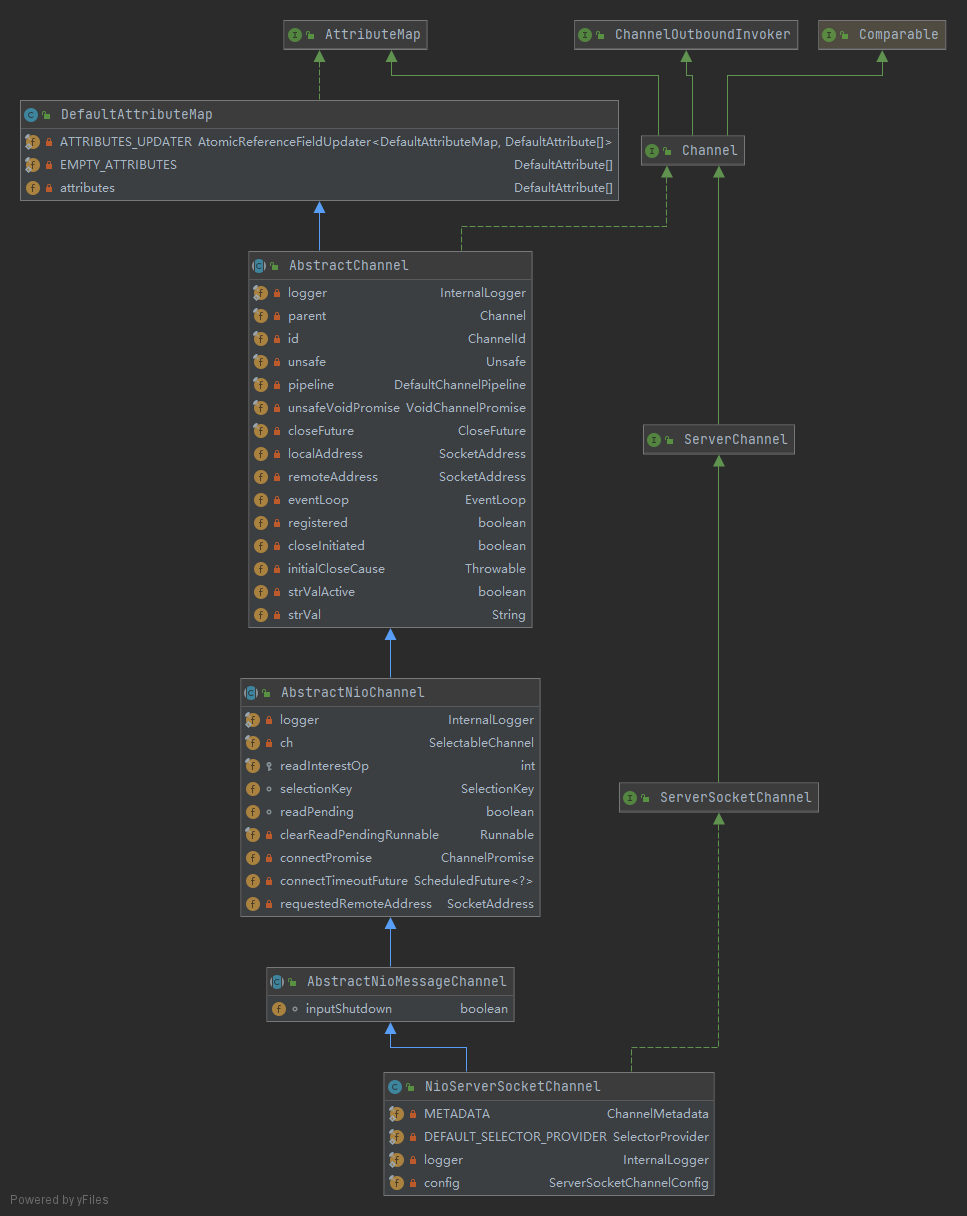 AttributeMap
ChannelOutboundInvoker
Comparable
DefaultAttributeMap
ATTRIBUTES_UPDATER AtomicReferenceFieldUpdater<DefaultAttributeMap, DefaultAttribute[]>
EMPTY_ATTRIBUTES DefaultAttribute[]
attributes DefaultAttribute[]
Channel
AbstractChannel
logger InternalLogger
parent Channel
id ChannelId
unsafe Unsafe
pipeline DefaultChannelPipeline
unsafeVoidPromise VoidChannelPromise
closeFuture CloseFuture
localAddress SocketAddress
remoteAddress SocketAddress
eventLoop EventLoop
registered boolean
closeInitiated boolean
initialCloseCause Throwable
strValActive boolean
strVal String
ServerChannel
AbstractNioChannel
logger InternalLogger
ch SelectableChannel
readInterestOp int
selectionKey SelectionKey
readPending boolean
clearReadPendingRunnable Runnable
connectPromise ChannelPromise
connectTimeoutFuture ScheduledFuture<?>
requestedRemoteAddress SocketAddress
ServerSocketChannel
AbstractNioMessageChannel
inputShutdown boolean
NioServerSocketChannel
METADATA ChannelMetadata
DEFAULT_SELECTOR_PROVIDER SelectorProvider
logger InternalLogger
config ServerSocketChannelConfig
Powered by yFiles